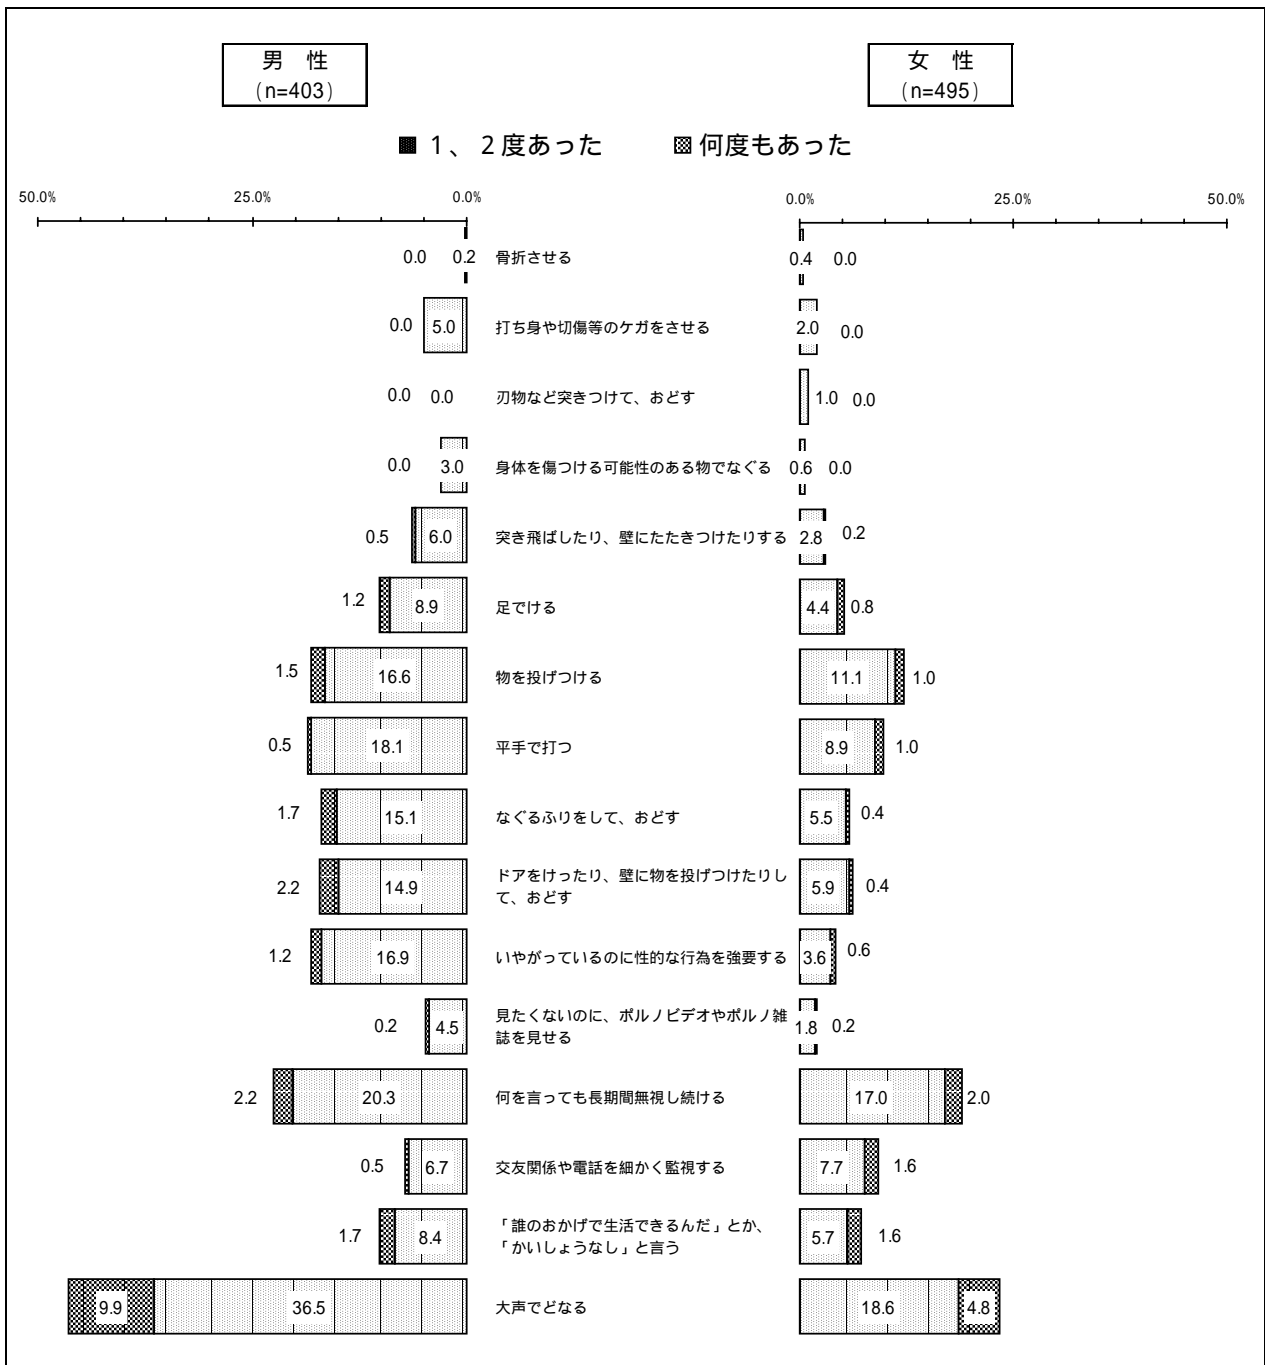 男　性
（n=403）
女　性
（n=495）
■ 1、2度あった　▩ 何度もあった
50.0% 25.0% 0.0% 0.0% 25.0% 50.0%
0.0 0.2 骨折させる 0.4 0.0
0.0 5.0 打ち身や切傷等のケガをさせる 2.0 0.0
0.0 0.0 刃物など突きつけて、おどす 1.0 0.0
0.0 3.0 身体を傷つける可能性のある物でなぐる 0.6 0.0
0.5 6.0 突き飛ばしたり、壁にたたきつけたりする 2.8 0.2
1.2 8.9 足でける 4.4 0.8
1.5 16.6 物を投げつける 11.1 1.0
0.5 18.1 平手で打つ 8.9 1.0
1.7 15.1 なぐるふりをして、おどす 5.5 0.4
2.2 14.9 ドアをけったり、壁に物を投げつけたりし
て、おどす 5.9 0.4
1.2 16.9 いやがっているのに性的な行為を強要する 3.6 0.6
0.2 4.5 見たくないのに、ポルノビデオやポルノ雑
誌を見せる 1.8 0.2
2.2 20.3 何を言っても長期間無視し続ける 17.0 2.0
0.5 6.7 交友関係や電話を細かく監視する 7.7 1.6
1.7 8.4 「誰のおかげで生活できるんだ」とか、
「かいしょうなし」と言う 5.7 1.6
9.9 36.5 大声でどなる 18.6 4.8